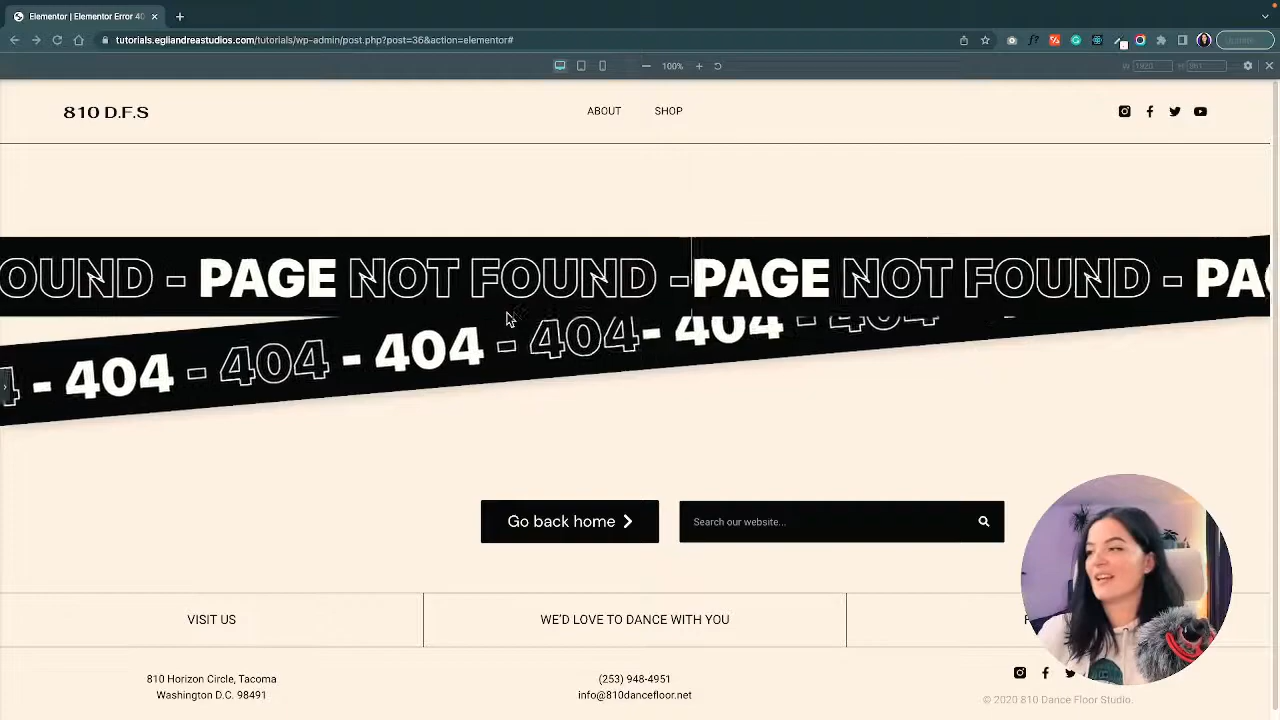 Elementor | Elementor Error 40
tutorials.egliandreastudios.com/tutorials/wp-admin/post.php?post=36&action=elementor#
100%
W 1920
810 D.F.S
ABOUT SHOP
OUND - PAGE NOT FOUND -PAGE NOT FOUND - PAG
4 - 404 - 404 - 404 - 404 - 404 - 404 -
Go back home
Search our website...
VISIT US
WE'D LOVE TO DANCE WITH YOU
F
810 Horizon Circle, Tacoma
Washington D.C. 98491
(253) 948-4951
info@810dancefloor.net
© 2020 810 Dance Floor Studio.